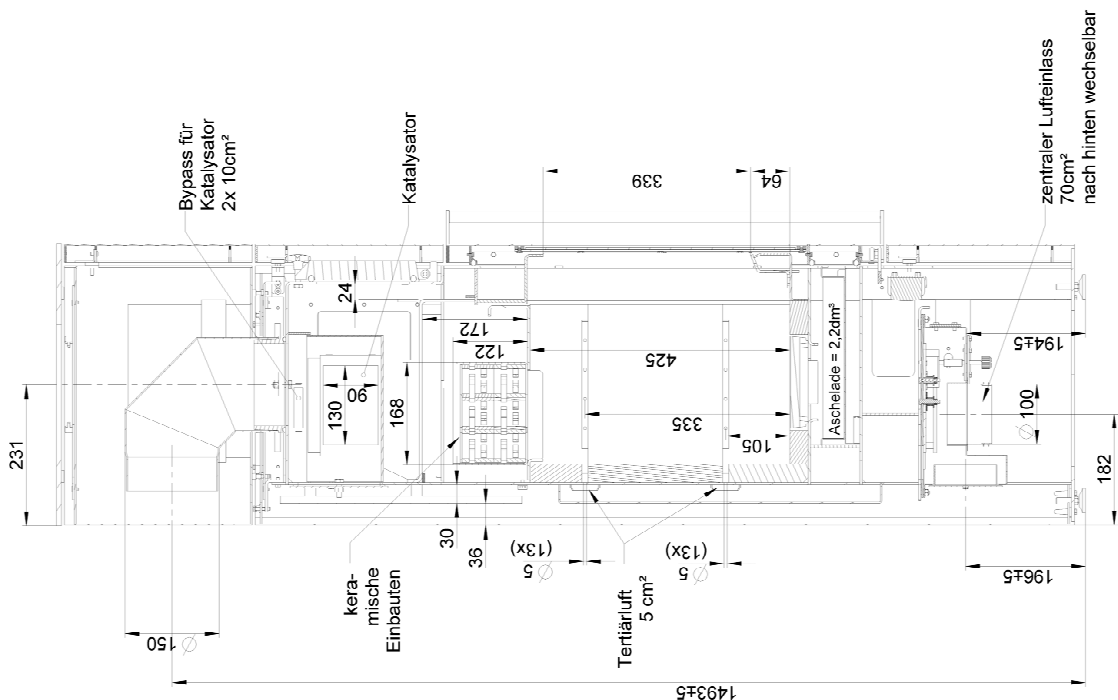 Bypass für
Katalysator
2x 10cm²
Katalysator
zentraler Lufteinlass
70cm²
nach hinten wechselbar
339
64
24
172
122
130
90
168
425
335
105
Aschelade = 2,2dm³
194±5
∅ 100
182
231
30
36
kera-
mische
Einbauten
∅ 5
(13x)
∅ 5
(13x)
Tertiärluft
5 cm²
196±5
∅ 150
1493±5